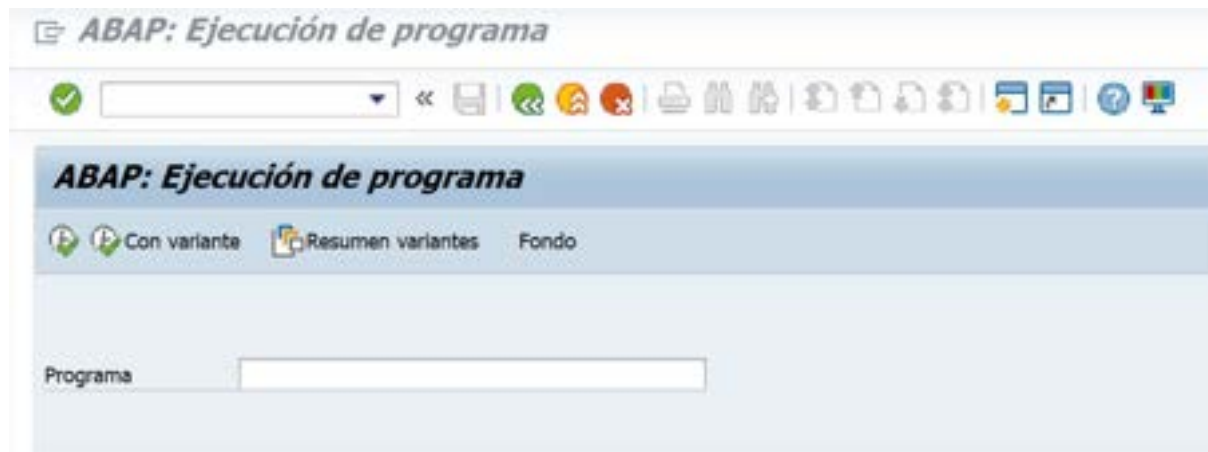 ABAP: Ejecución de programa
ABAP: Ejecución de programa
Con variante Resumen variantes Fondo
Programa